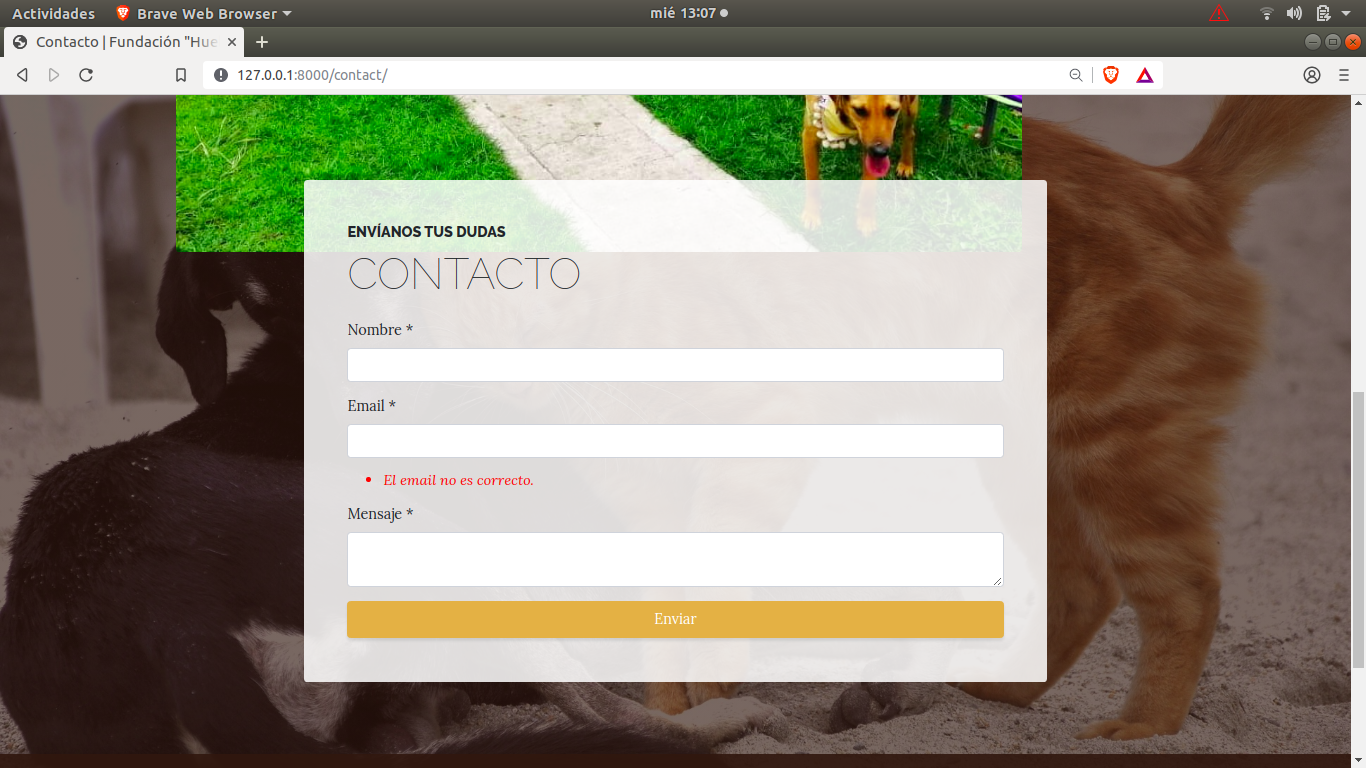 Actividades
Brave Web Browser
mié 13:07
Contacto | Fundación "Hue
127.0.0.1:8000/contact/
ENVÍANOS TUS DUDAS
CONTACTO
Nombre *
Email *
El email no es correcto.
Mensaje *
Enviar